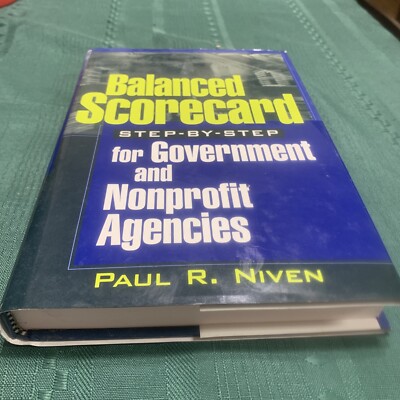 Balanced
Scorecard
STEP-BY-STEP
for Government
and
Nonprofit
Agencies
PAUL R. NIVEN